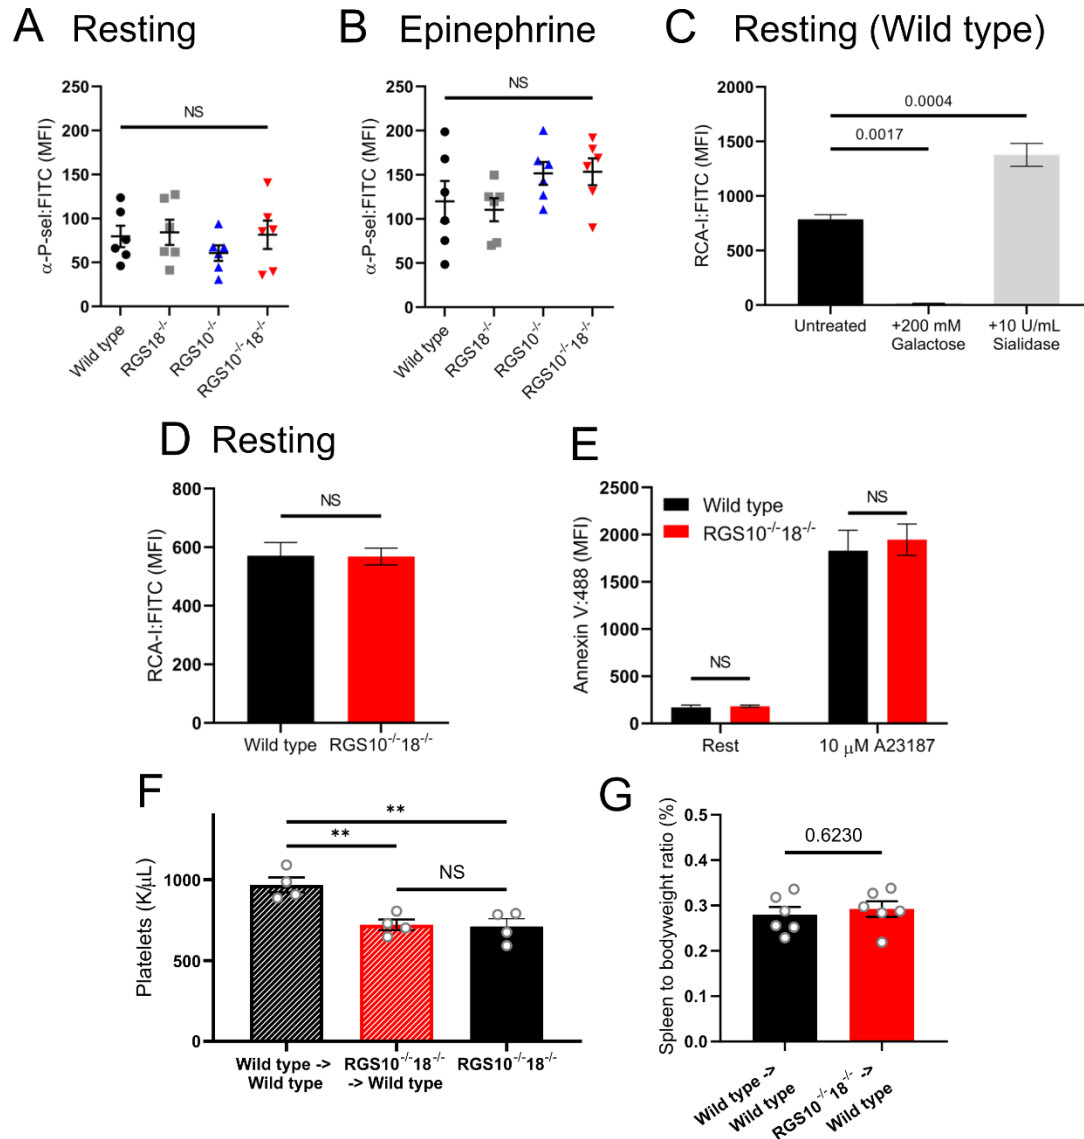 A Resting
250
200
150
100
50
0
α-P-sel:FITC (MFI)
NS
Wild type
RGS18-/-
RGS10-/-
RGS10-/-18-/-
B Epinephrine
250
200
150
100
50
0
α-P-sel:FITC (MFI)
NS
Wild type
RGS18-/-
RGS10-/-
RGS10-/-18-/-
C Resting (Wild type)
2000
1500
1000
500
0
RCA-I:FITC (MFI)
0.0004
0.0017
Untreated
+200 mM
Galactose
+10 U/mL
Sialidase
D Resting
800
600
400
200
0
RCA-I:FITC (MFI)
NS
Wild type
RGS10-/-18-/-
E
2500
2000
1500
1000
500
0
Annexin V:488 (MFI)
Wild type
RGS10-/-18-/-
NS
NS
Rest
10 μM A23187
F
1000
500
0
Platelets (K/μL)
**
**
NS
Wild type ->
Wild type
RGS10-/-18-/-
-> Wild type
RGS10-/-18-/-
G
0.5
0.4
0.3
0.2
0.1
0.0
Spleen to bodyweight ratio (%)
0.6230
Wild type ->
Wild type
RGS10-/-18-/- ->
Wild type